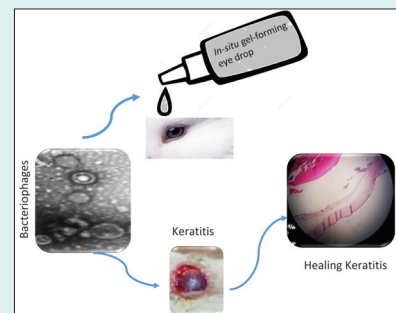 In-situ gel-forming
eye drop
Bacteriophages
Keratitis
Healing Keratitis